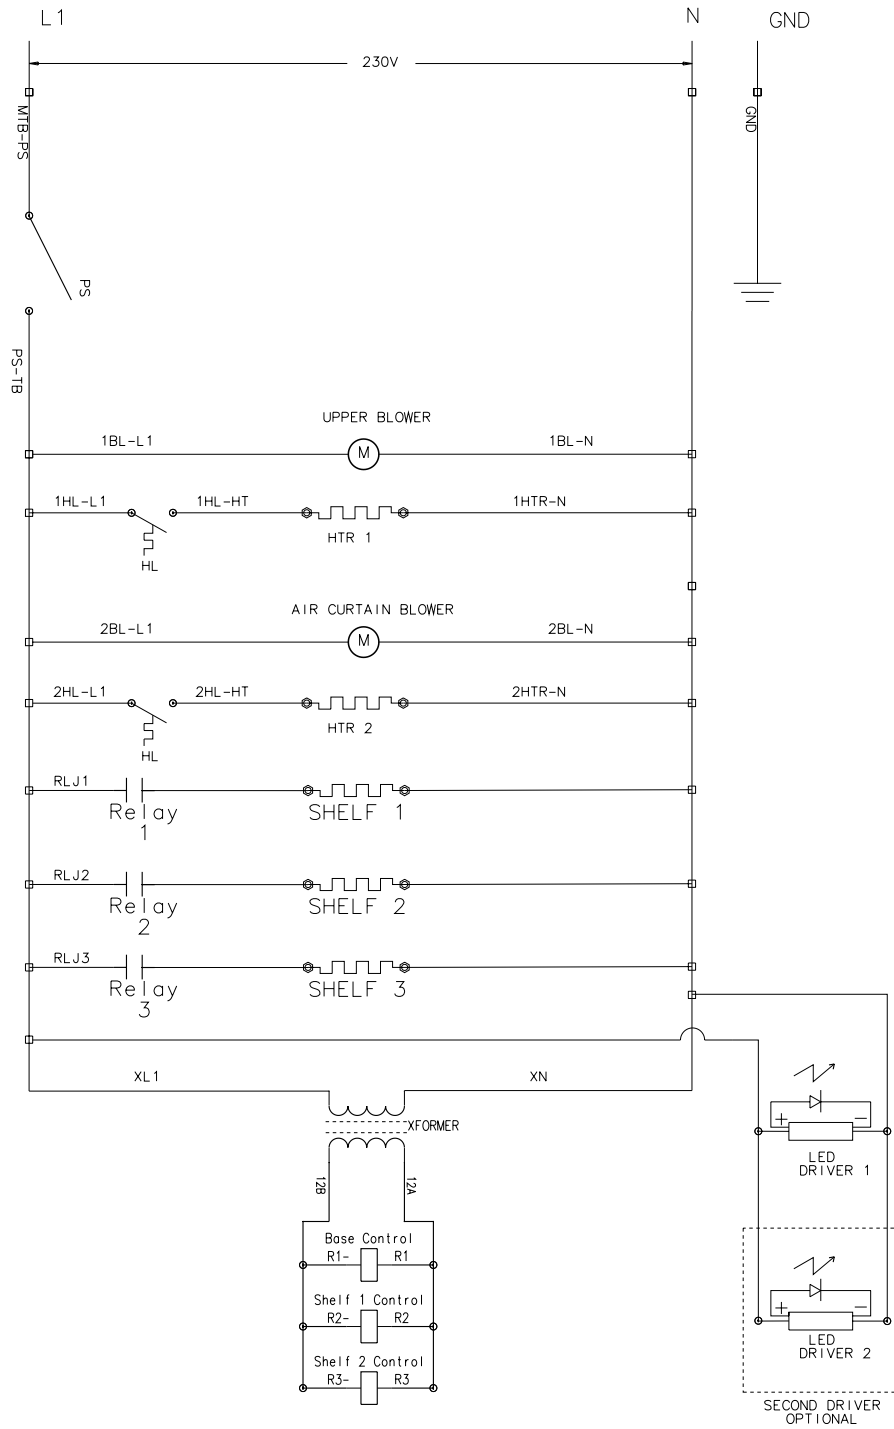 L1
N
GND
230V
MTB-PS
GND
PS
PS-TB
UPPER BLOWER
1BL-L1
M
1BL-N
1HL-L1
1HL-HT
1HTR-N
HTR 1
HL
AIR CURTAIN BLOWER
2BL-L1
M
2BL-N
2HL-L1
2HL-HT
2HTR-N
HTR 2
HL
RLJ1
Relay
1
SHELF 1
RLJ2
Relay
2
SHELF 2
RLJ3
Relay
3
SHELF 3
XL1
XN
XFORMER
12B
12A
+
−
LED
DRIVER 1
Base Control
R1-
R1
Shelf 1 Control
R2-
R2
Shelf 2 Control
R3-
R3
+
−
LED
DRIVER 2
SECOND DRIVER
OPTIONAL